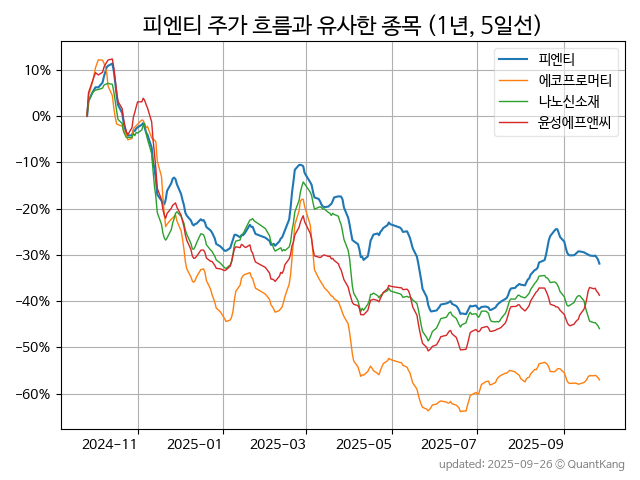 피엔티 주가 흐름과 유사한 종목 (1년, 5일선)
피엔티
에코프로머티
나노신소재
윤성에프앤씨
10%
0%
−10%
−20%
−30%
−40%
−50%
−60%
2024−11
2025−01
2025−03
2025−05
2025−07
2025−09
updated: 2025-09-26 © QuantKang